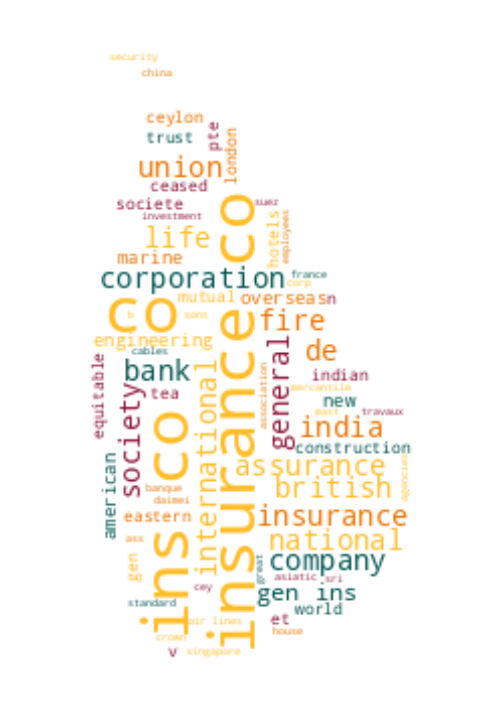 security
china
ceylon
trust
pte
london
union
ceased
societe
suez
investment
life
hotels
employees
marine
corporation
france
corp
co
mutual
overseas
n
b
sons
fire
engineering
insurance co
cables
de
bank
general
equitable
society
tea
indian
mercantile
association
new
international
ins co
east
travaux
india
construction
american
assurance
british
agencies
banque
daimei
eastern
insurance
ass
national
gen
great
company
asiatic
sri
cey
gen ins
standard
world
air lines
et
crown
house
v
singapore